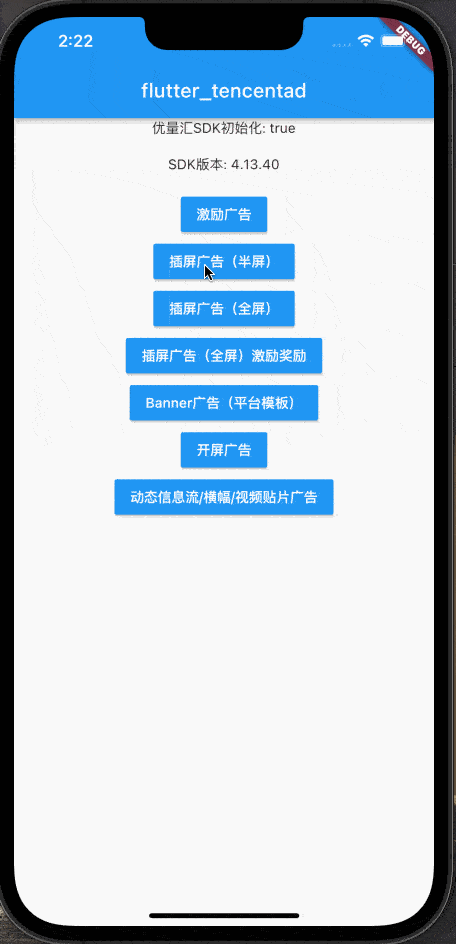 2:22
DEBUG
flutter_tencentad
优量汇SDK初始化: true
SDK版本: 4.13.40
激励广告
插屏广告（半屏）
插屏广告（全屏）
插屏广告（全屏）激励奖励
Banner广告（平台模板）
开屏广告
动态信息流/横幅/视频贴片广告